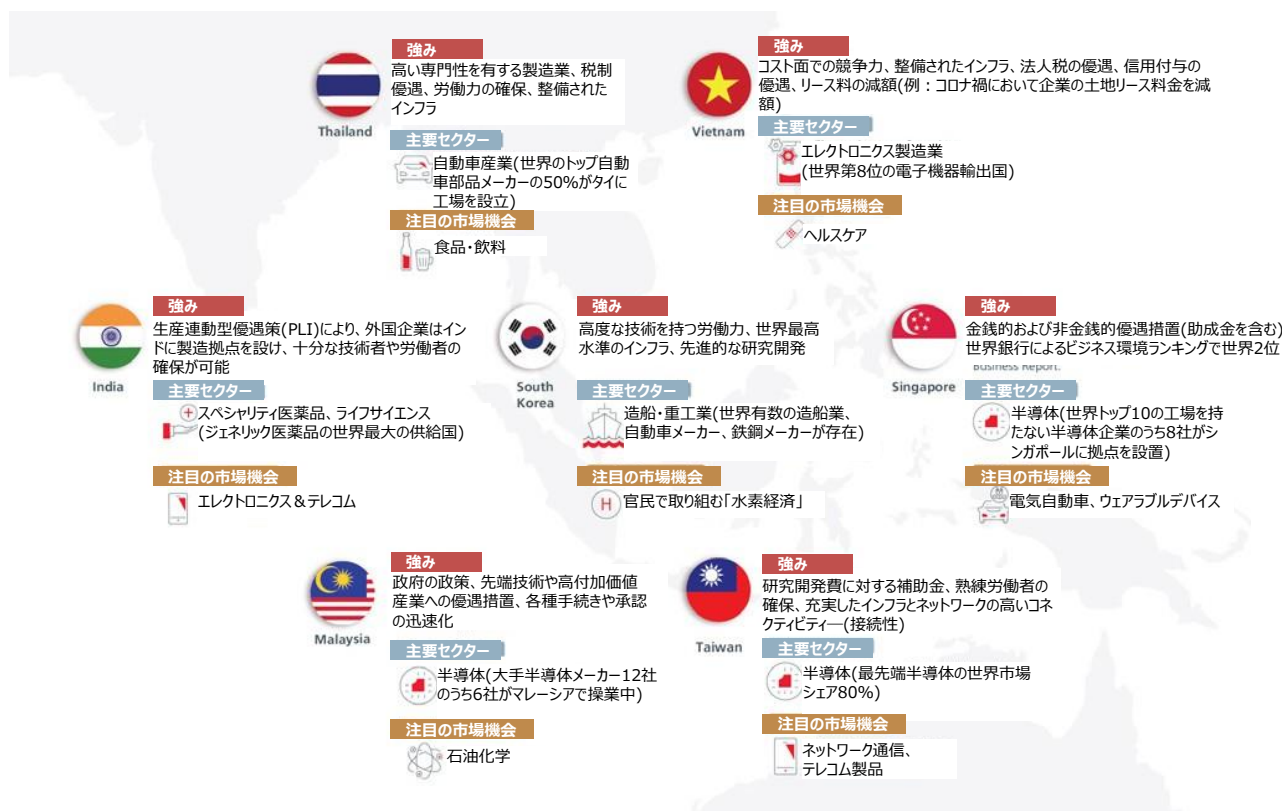 強み
高い専門性を有する製造業、税制
優遇、労働力の確保、整備された
インフラ
Thailand
主要セクター
自動車産業(世界のトップ自動
車部品メーカーの50%がタイに
工場を設立)
注目の市場機会
食品・飲料
強み
コスト面での競争力、整備されたインフラ、法人税の優遇、信用付与の
優遇、リース料の減額(例：コロナ禍において企業の土地リース料金を減
額)
Vietnam
主要セクター
エレクトロニクス製造業
(世界第8位の電子機器輸出国)
注目の市場機会
ヘルスケア
強み
生産連動型優遇策(PLI)により、外国企業はイン
ドに製造拠点を設け、十分な技術者や労働者の
確保が可能
India
主要セクター
スペシャリティ医薬品、ライフサイエンス
(ジェネリック医薬品の世界最大の供給国)
注目の市場機会
エレクトロニクス＆テレコム
強み
高度な技術を持つ労働力、世界最高
水準のインフラ、先進的な研究開発
South
Korea
主要セクター
造船・重工業(世界有数の造船業、
自動車メーカー、鉄鋼メーカーが存在)
注目の市場機会
H
官民で取り組む「水素経済」
強み
金銭的および非金銭的優遇措置(助成金を含む)
世界銀行によるビジネス環境ランキングで世界2位
Business Report.
Singapore
主要セクター
半導体(世界トップ10の工場を持
たない半導体企業のうち8社がシ
ンガポールに拠点を設置)
注目の市場機会
電気自動車、ウェアラブルデバイス
強み
政府の政策、先端技術や高付加価値
産業への優遇措置、各種手続きや承認
の迅速化
Malaysia
主要セクター
半導体(大手半導体メーカー12社
のうち6社がマレーシアで操業中)
注目の市場機会
石油化学
強み
研究開発費に対する補助金、熟練労働者の
確保、充実したインフラとネットワークの高いコネ
クティビティ―(接続性)
Taiwan
主要セクター
半導体(最先端半導体の世界市場
シェア80%)
注目の市場機会
ネットワーク通信、
テレコム製品